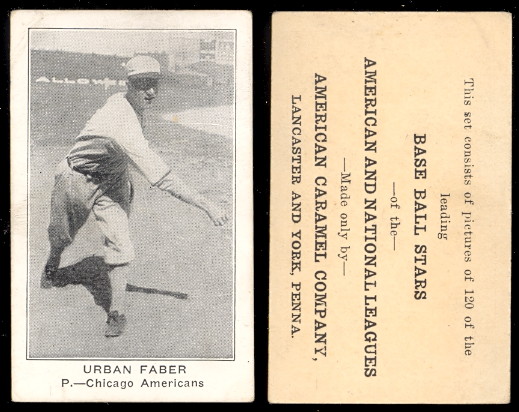 ALLOWE
URBAN FABER
P.—Chicago Americans
This set consists of pictures of 120 of the
leading
BASE BALL STARS
—of the—
AMERICAN AND NATIONAL LEAGUES
—Made only by—
AMERICAN CARAMEL COMPANY,
LANCASTER AND YORK, PENNA.